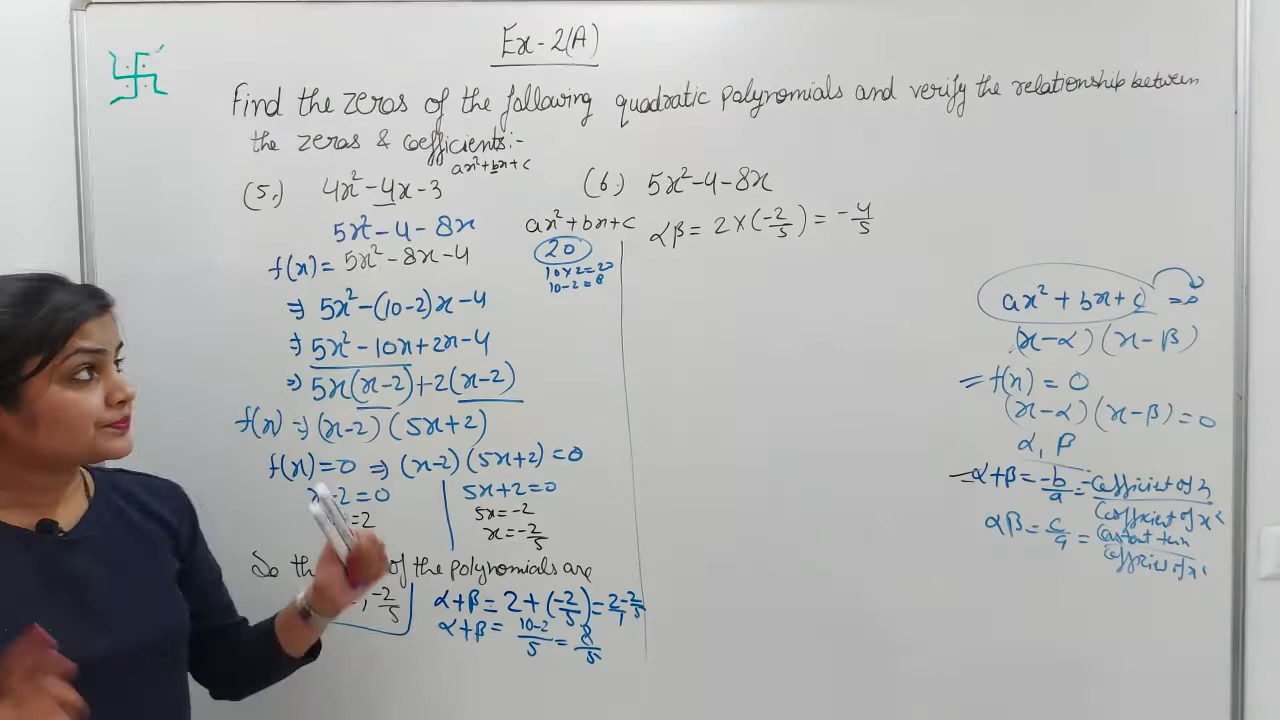 Ex-2(A)
Find the zeros of the following quadratic polynomials and verify the relationship between
the zeros & coefficients:-
ax²+bx+c
(5.) 4x²-4x-3
5x²-4-8x
ax²+bx+c
f(x)= 5x²-8x-4
20
10×2=20
10-2=8
⇒ 5x²-(10-2)x-4
⇒ 5x²-10x+2x-4
⇒ 5x(x-2)+2(x-2)
f(x) ⇒ (x-2)(5x+2)
f(x)=0 ⇒ (x-2)(5x+2)=0
x-2=0
=2
5x+2=0
5x=-2
x=-2/5
So the of the polynomials are
, -2/5
α+β= 2+(-2/5)= 2/1-2/5
α+β= 10-2/5 = 8/5
(6.) 5x²-4-8x
αβ= 2×(-2/5)= -4/5
ax²+bx+c =0
(x-α)(x-β)
= f(x) = 0
(x-α)(x-β)=0
α, β
α+β= -b/a = -Coefficient of x/Coefficient of x²
αβ= c/a = Constant term/Coefficient of x²